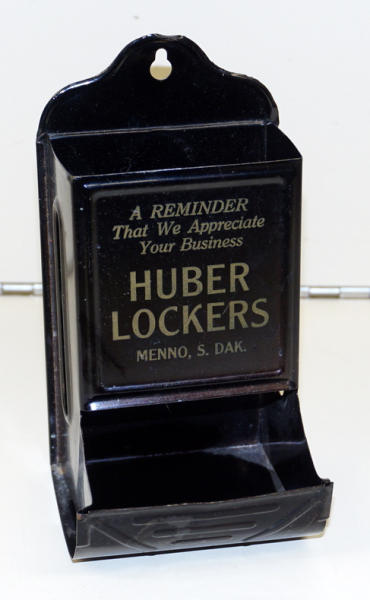 A REMINDER
That We Appreciate
Your Business
HUBER
LOCKERS
MENNO, S. DAK.